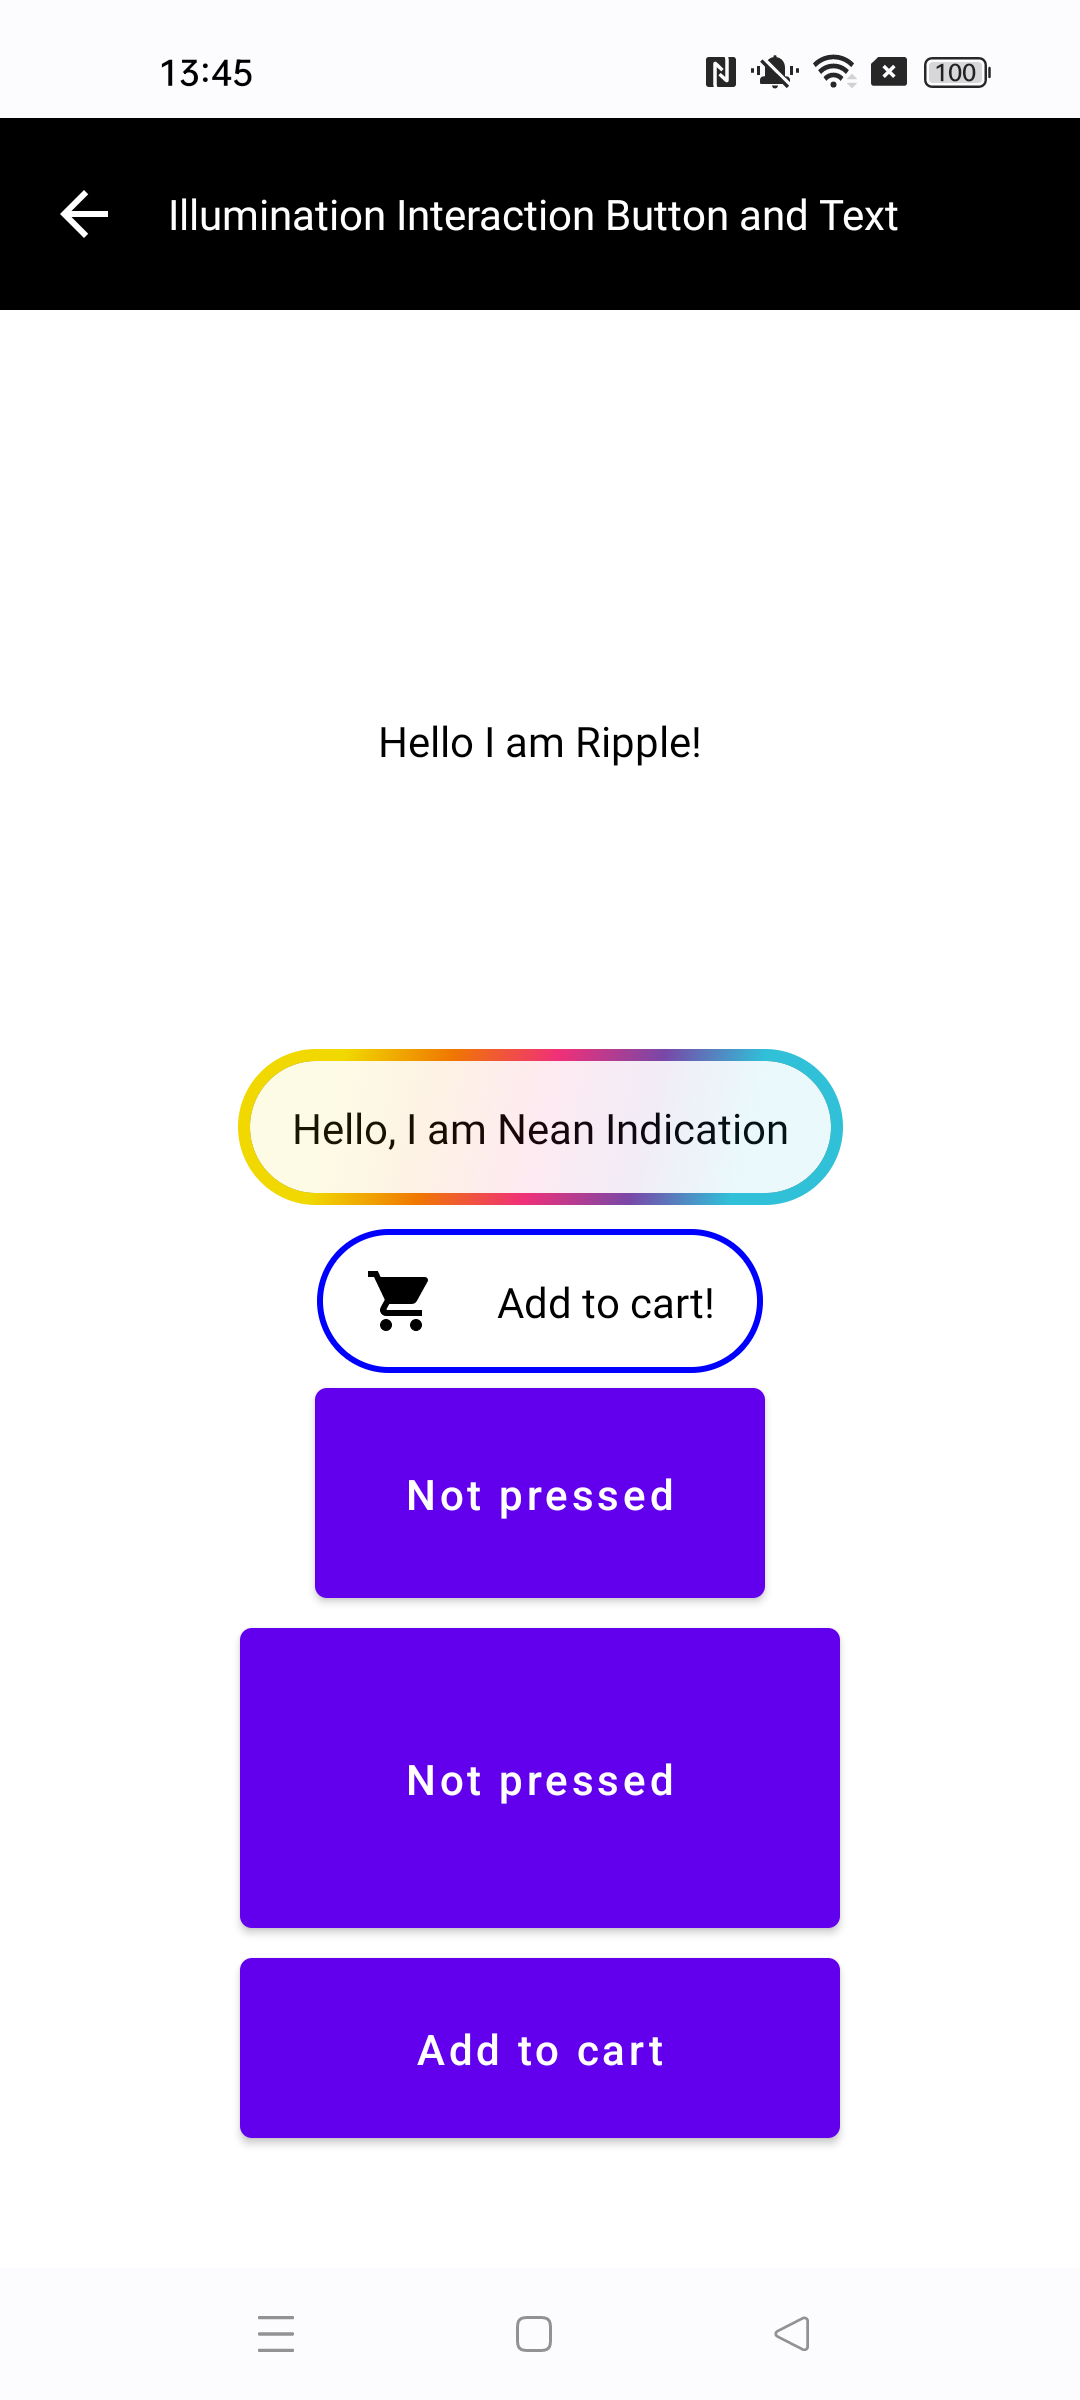 13:45
100
Illumination Interaction Button and Text
Hello I am Ripple!
Hello, I am Nean Indication
Add to cart!
Not pressed
Not pressed
Add to cart